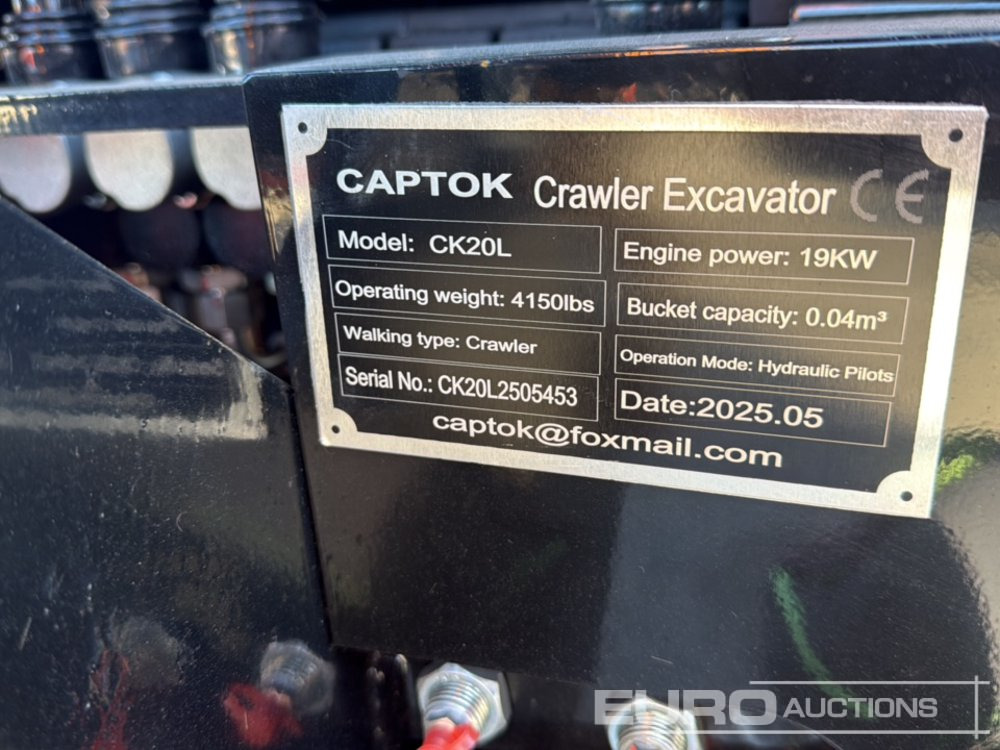 CAPTOK Crawler Excavator CE
Model: CK20L
Engine power: 19KW
Operating weight: 4150lbs
Bucket capacity: 0.04m³
Walking type: Crawler
Operation Mode: Hydraulic Pilots
Serial No.: CK20L2505453
Date:2025.05
captok@foxmail.com
EURO AUCTIONS